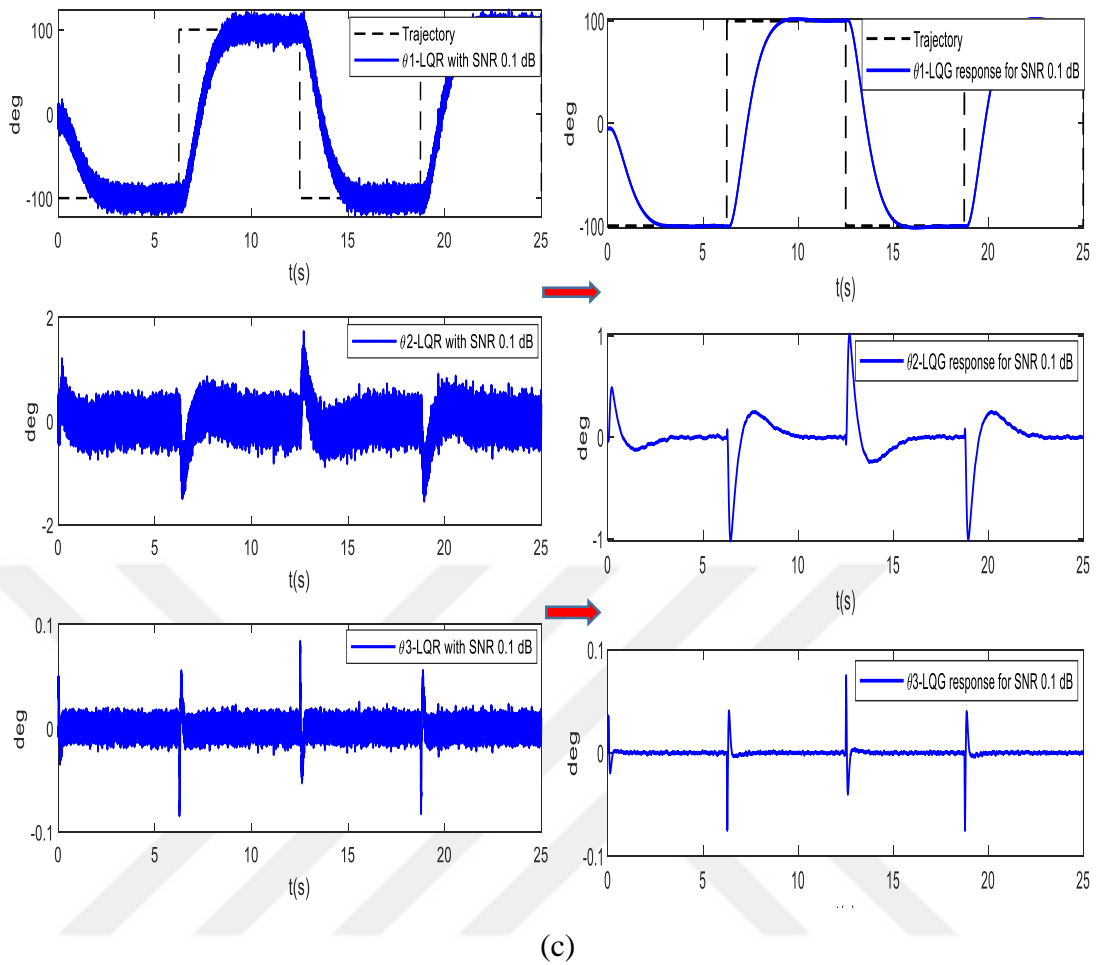 100
0
-100
deg
Trajectory
θ1-LQR with SNR 0.1 dB
0 5 10 15 20 25
t(s)
100
0
-100
deg
Trajectory
θ1-LQG response for SNR 0.1 dB
0 5 10 15 20 25
t(s)
2
0
-2
deg
θ2-LQR with SNR 0.1 dB
0 5 10 15 20 25
t(s)
1
0
-1
deg
θ2-LQG response for SNR 0.1 dB
0 5 10 15 20 25
t(s)
0.1
0
-0.1
deg
θ3-LQR with SNR 0.1 dB
0 5 10 15 20 25
t(s)
0.1
0
-0.1
deg
θ3-LQG response for SNR 0.1 dB
0 5 10 15 20 25
(c)